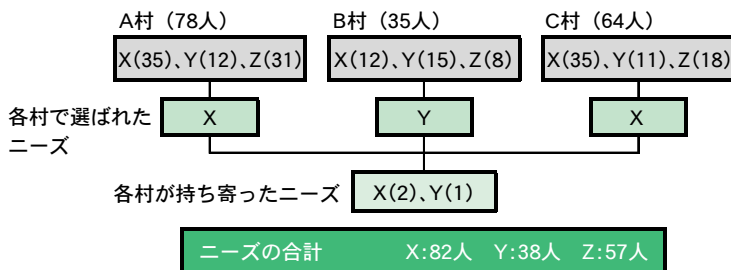 A村（78人） B村（35人） C村（64人）
X(35)、Y(12)、Z(31) X(12)、Y(15)、Z(8) X(35)、Y(11)、Z(18)
各村で選ばれた
ニーズ
X Y X
各村が持ち寄ったニーズ X(2)、Y(1)
ニーズの合計 X:82人 Y:38人 Z:57人